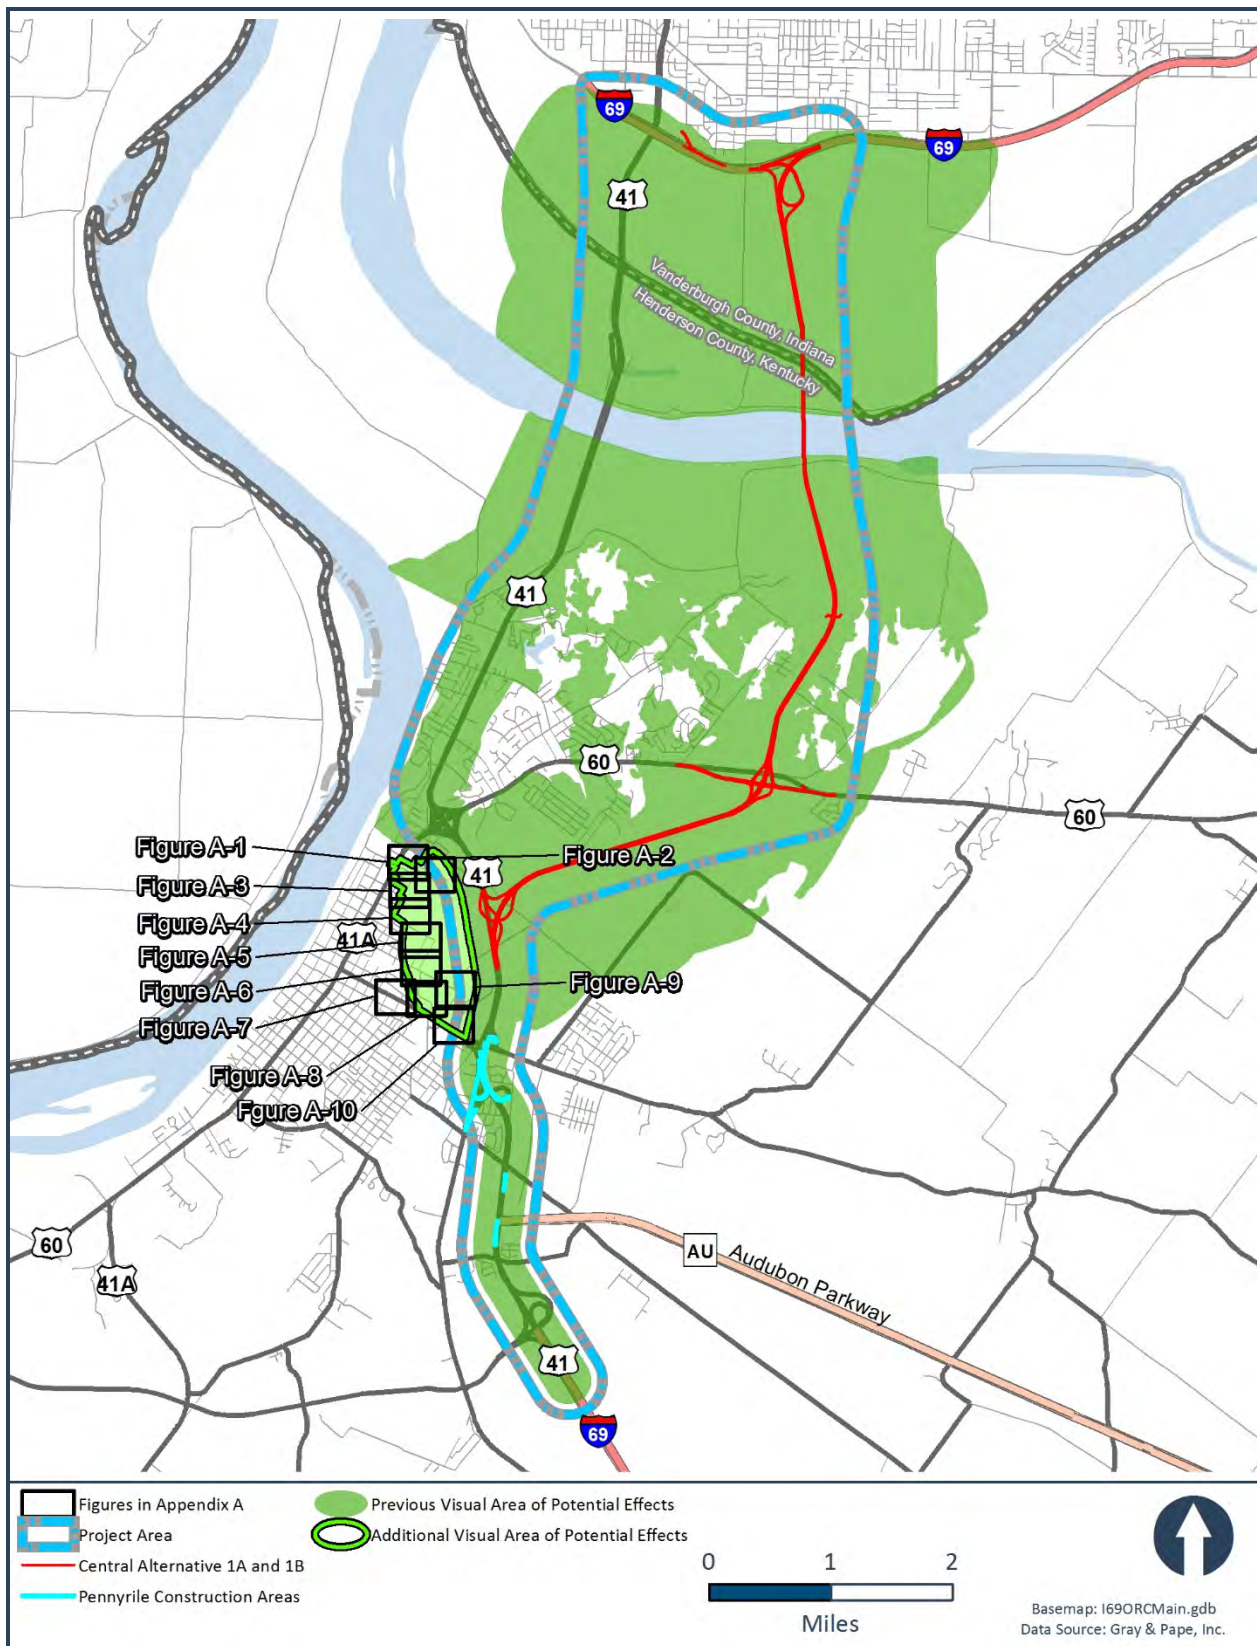 69
69
41
Vanderburgh County, Indiana
Henderson County, Kentucky
41
60
60
Figure A-1
Figure A-2
41
Figure A-3
Figure A-4
41A
Figure A-5
Figure A-6
Figure A-9
Figure A-7
Figure A-8
Fgure A-10
60
AU
Audubon Parkway
41A
41
69
Figures in Appendix A
Previous Visual Area of Potential Effects
Project Area
Additional Visual Area of Potential Effects
Central Alternative 1A and 1B
Pennyrile Construction Areas
0 1 2
Miles
Basemap: I69ORCMain.gdb
Data Source: Gray & Pape, Inc.